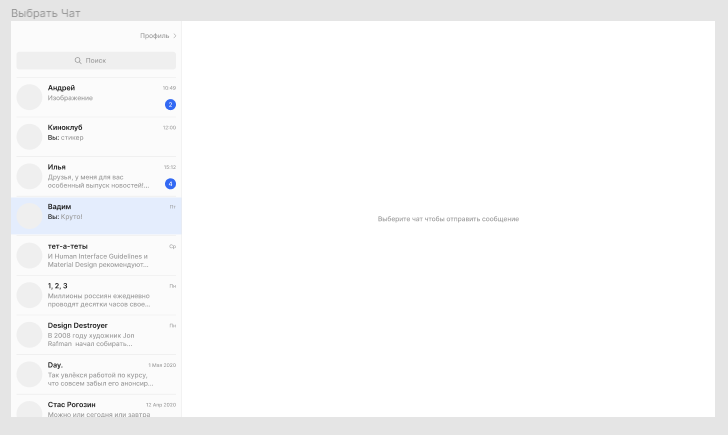 Выбрать Чат
Профиль
Поиск
Андрей 15:49
Изображение
2
Киноклуб 12:00
Вы: стикер
Илья 15:12
Друзья, у меня для вас
особенный выпуск новостей!...
4
Вадим Пт
Вы: Круто!
Выберите чат чтобы отправить сообщение
тет-а-теты Ср
И Human Interface Guidelines и
Material Design рекомендуют...
1, 2, 3 Пн
Миллионы россиян ежедневно
проводят десятки часов свое...
Design Destroyer Пн
В 2008 году художник Jon
Rafman начал собирать...
Day. 1 Мая 2020
Так увлёкся работой по курсу,
что совсем забыл его анонсир...
Стас Рогозин 12 Апр 2020
Можно или сегодня или завтра